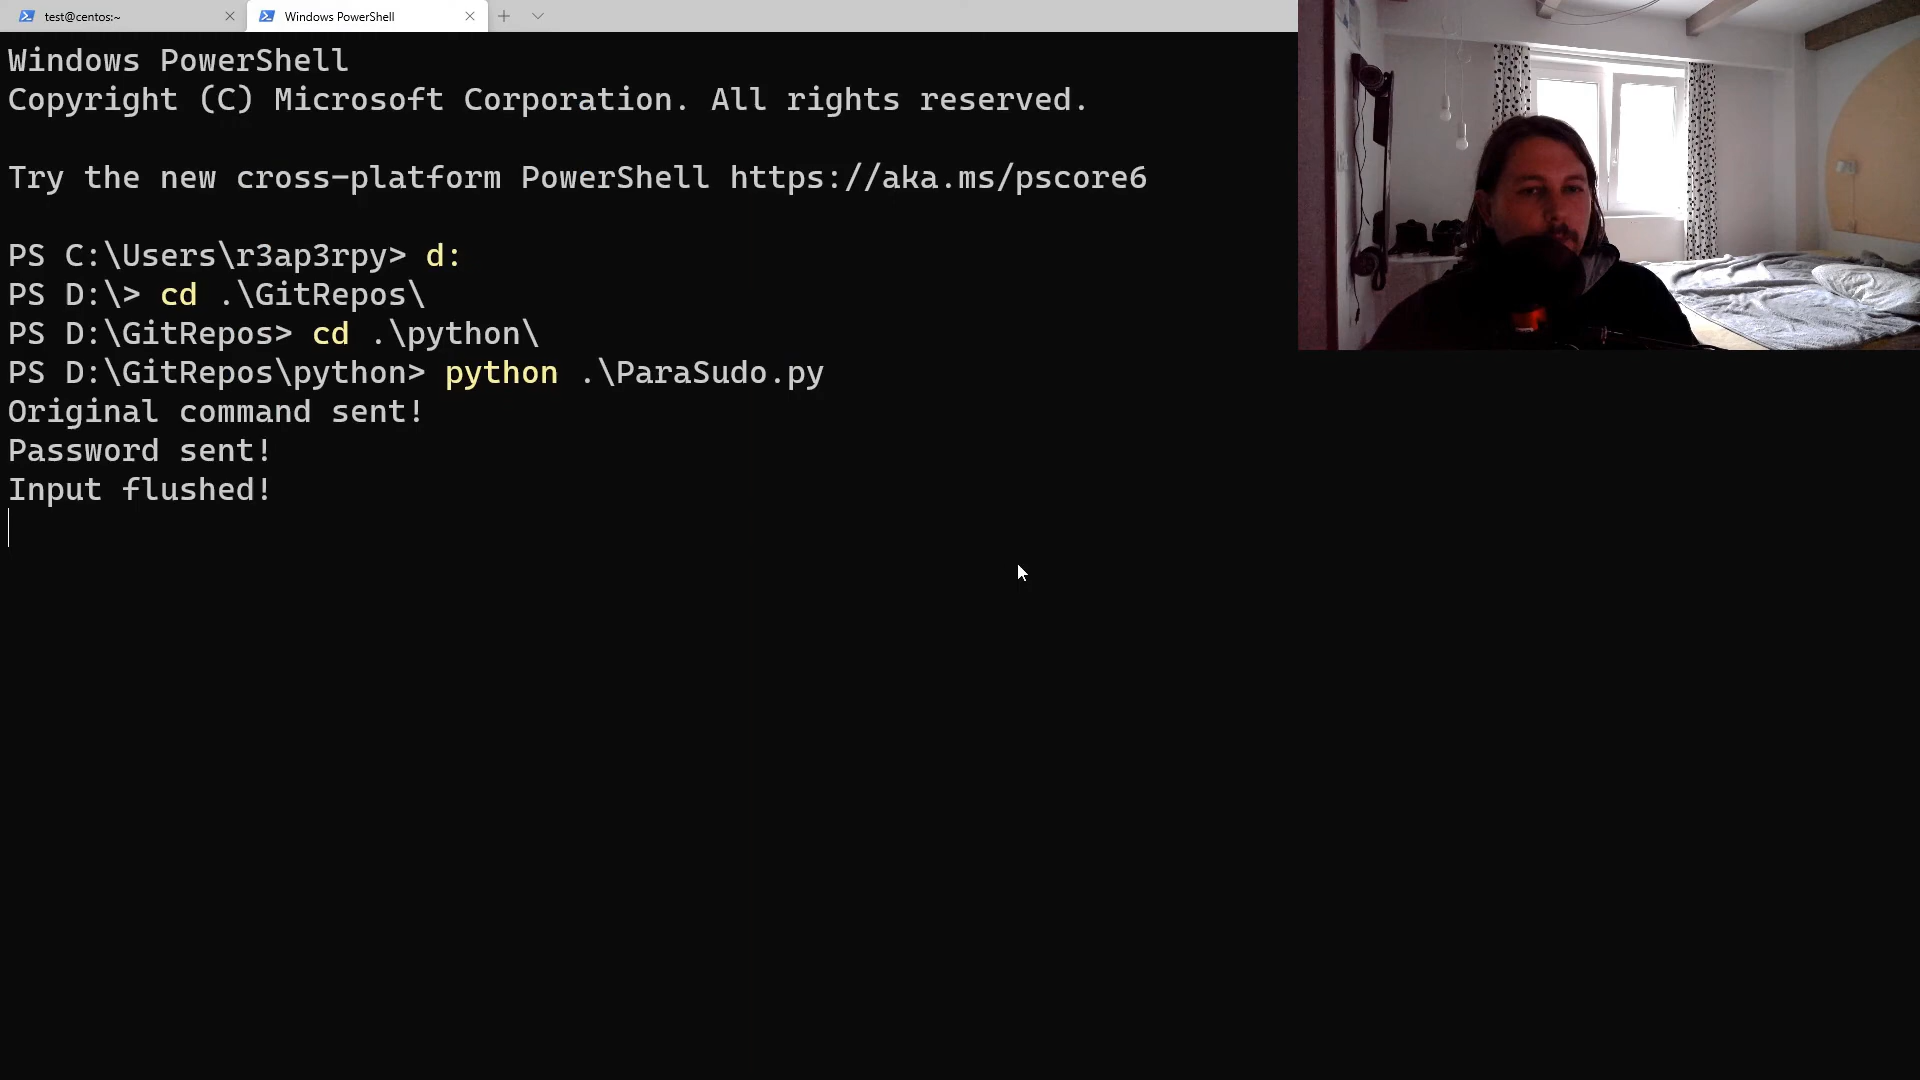 test@centos:~
Windows PowerShell
Windows PowerShell
Copyright (C) Microsoft Corporation. All rights reserved.
Try the new cross-platform PowerShell https://aka.ms/pscore6
PS C:\Users\r3ap3rpy> d:
PS D:\> cd .\GitRepos\
PS D:\GitRepos> cd .\python\
PS D:\GitRepos\python> python .\ParaSudo.py
Original command sent!
Password sent!
Input flushed!